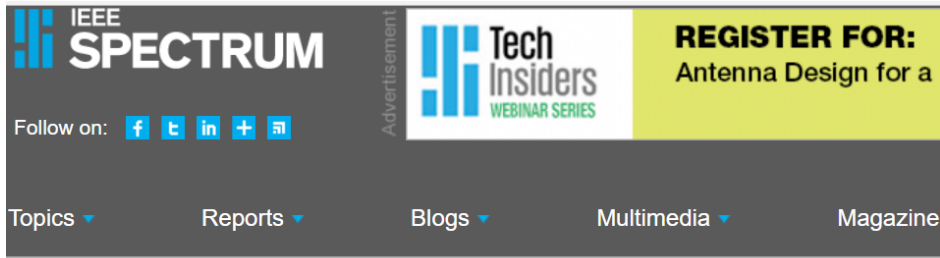 IEEE
SPECTRUM
Follow on:
Advertisement
Tech
Insiders
WEBINAR SERIES
REGISTER FOR:
Antenna Design for a
Topics
Reports
Blogs
Multimedia
Magazine